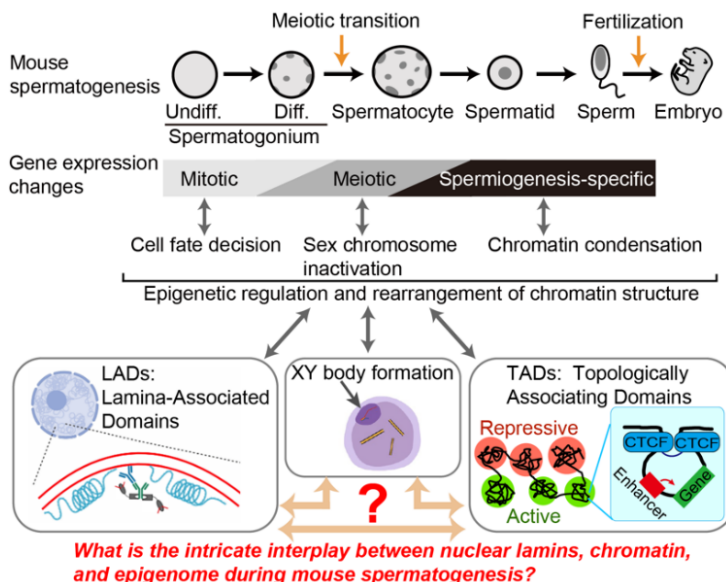 Meiotic transition
Fertilization
Mouse
spermatogenesis
Undiff. Diff. Spermatocyte Spermatid Sperm Embryo
Spermatogonium
Gene expression
changes
Mitotic Meiotic Spermiogenesis-specific
Cell fate decision
Sex chromosome
inactivation
Chromatin condensation
Epigenetic regulation and rearrangement of chromatin structure
LADs:
Lamina-Associated
Domains
XY body formation
TADs: Topologically
Associating Domains
Repressive
Active
CTCF CTCF
Enhancer
Gene
?
What is the intricate interplay between nuclear lamins, chromatin,
and epigenome during mouse spermatogenesis?